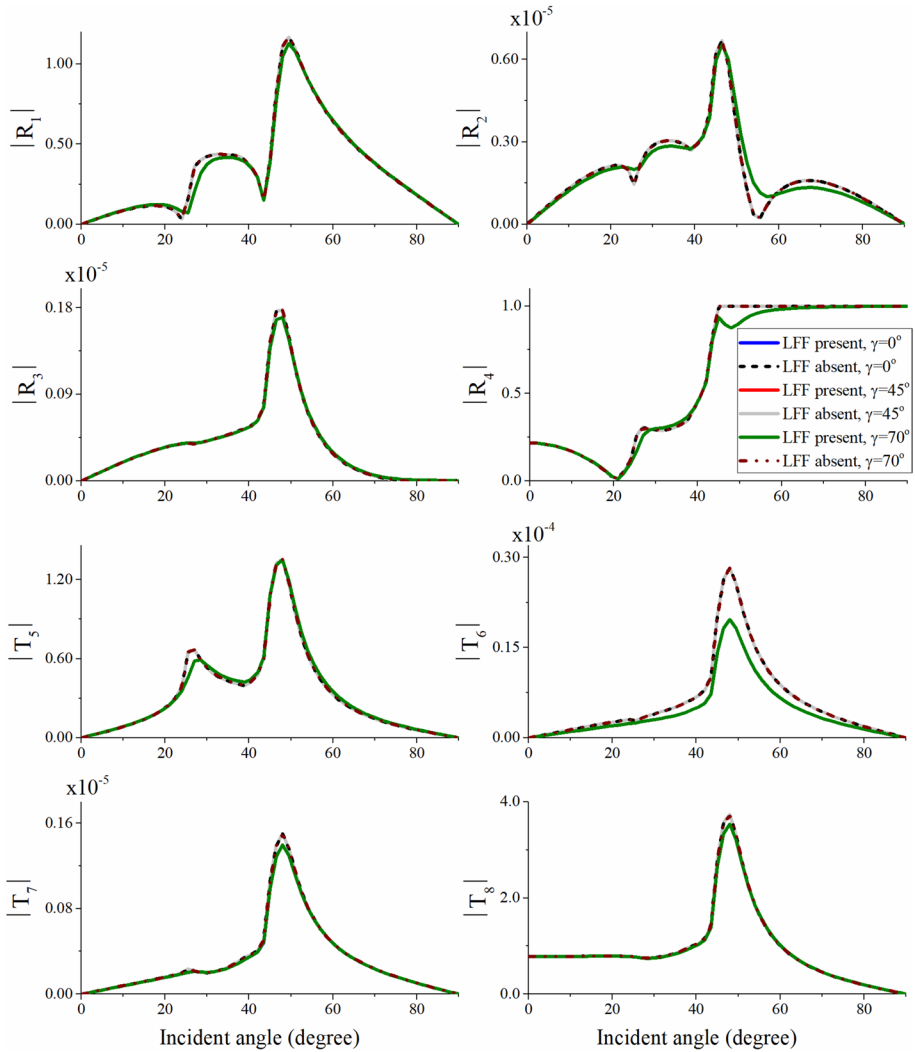 x10⁻⁵
1.00
0.50
0.00
|R₁|
0 20 40 60 80
0.60
0.30
0.00
|R₂|
0 20 40 60 80
x10⁻⁵
0.18
0.09
0.00
|R₃|
0 20 40 60 80
1.0
0.5
0.0
|R₄|
0 20 40 60 80
LFF present, γ=0°
LFF absent, γ=0°
LFF present, γ=45°
LFF absent, γ=45°
LFF present, γ=70°
LFF absent, γ=70°
1.20
0.60
0.00
|T₅|
0 20 40 60 80
x10⁻⁴
0.30
0.15
0.00
|T₆|
0 20 40 60 80
x10⁻⁵
0.16
0.08
0.00
|T₇|
0 20 40 60 80
Incident angle (degree)
4.0
2.0
0.0
|T₈|
0 20 40 60 80
Incident angle (degree)